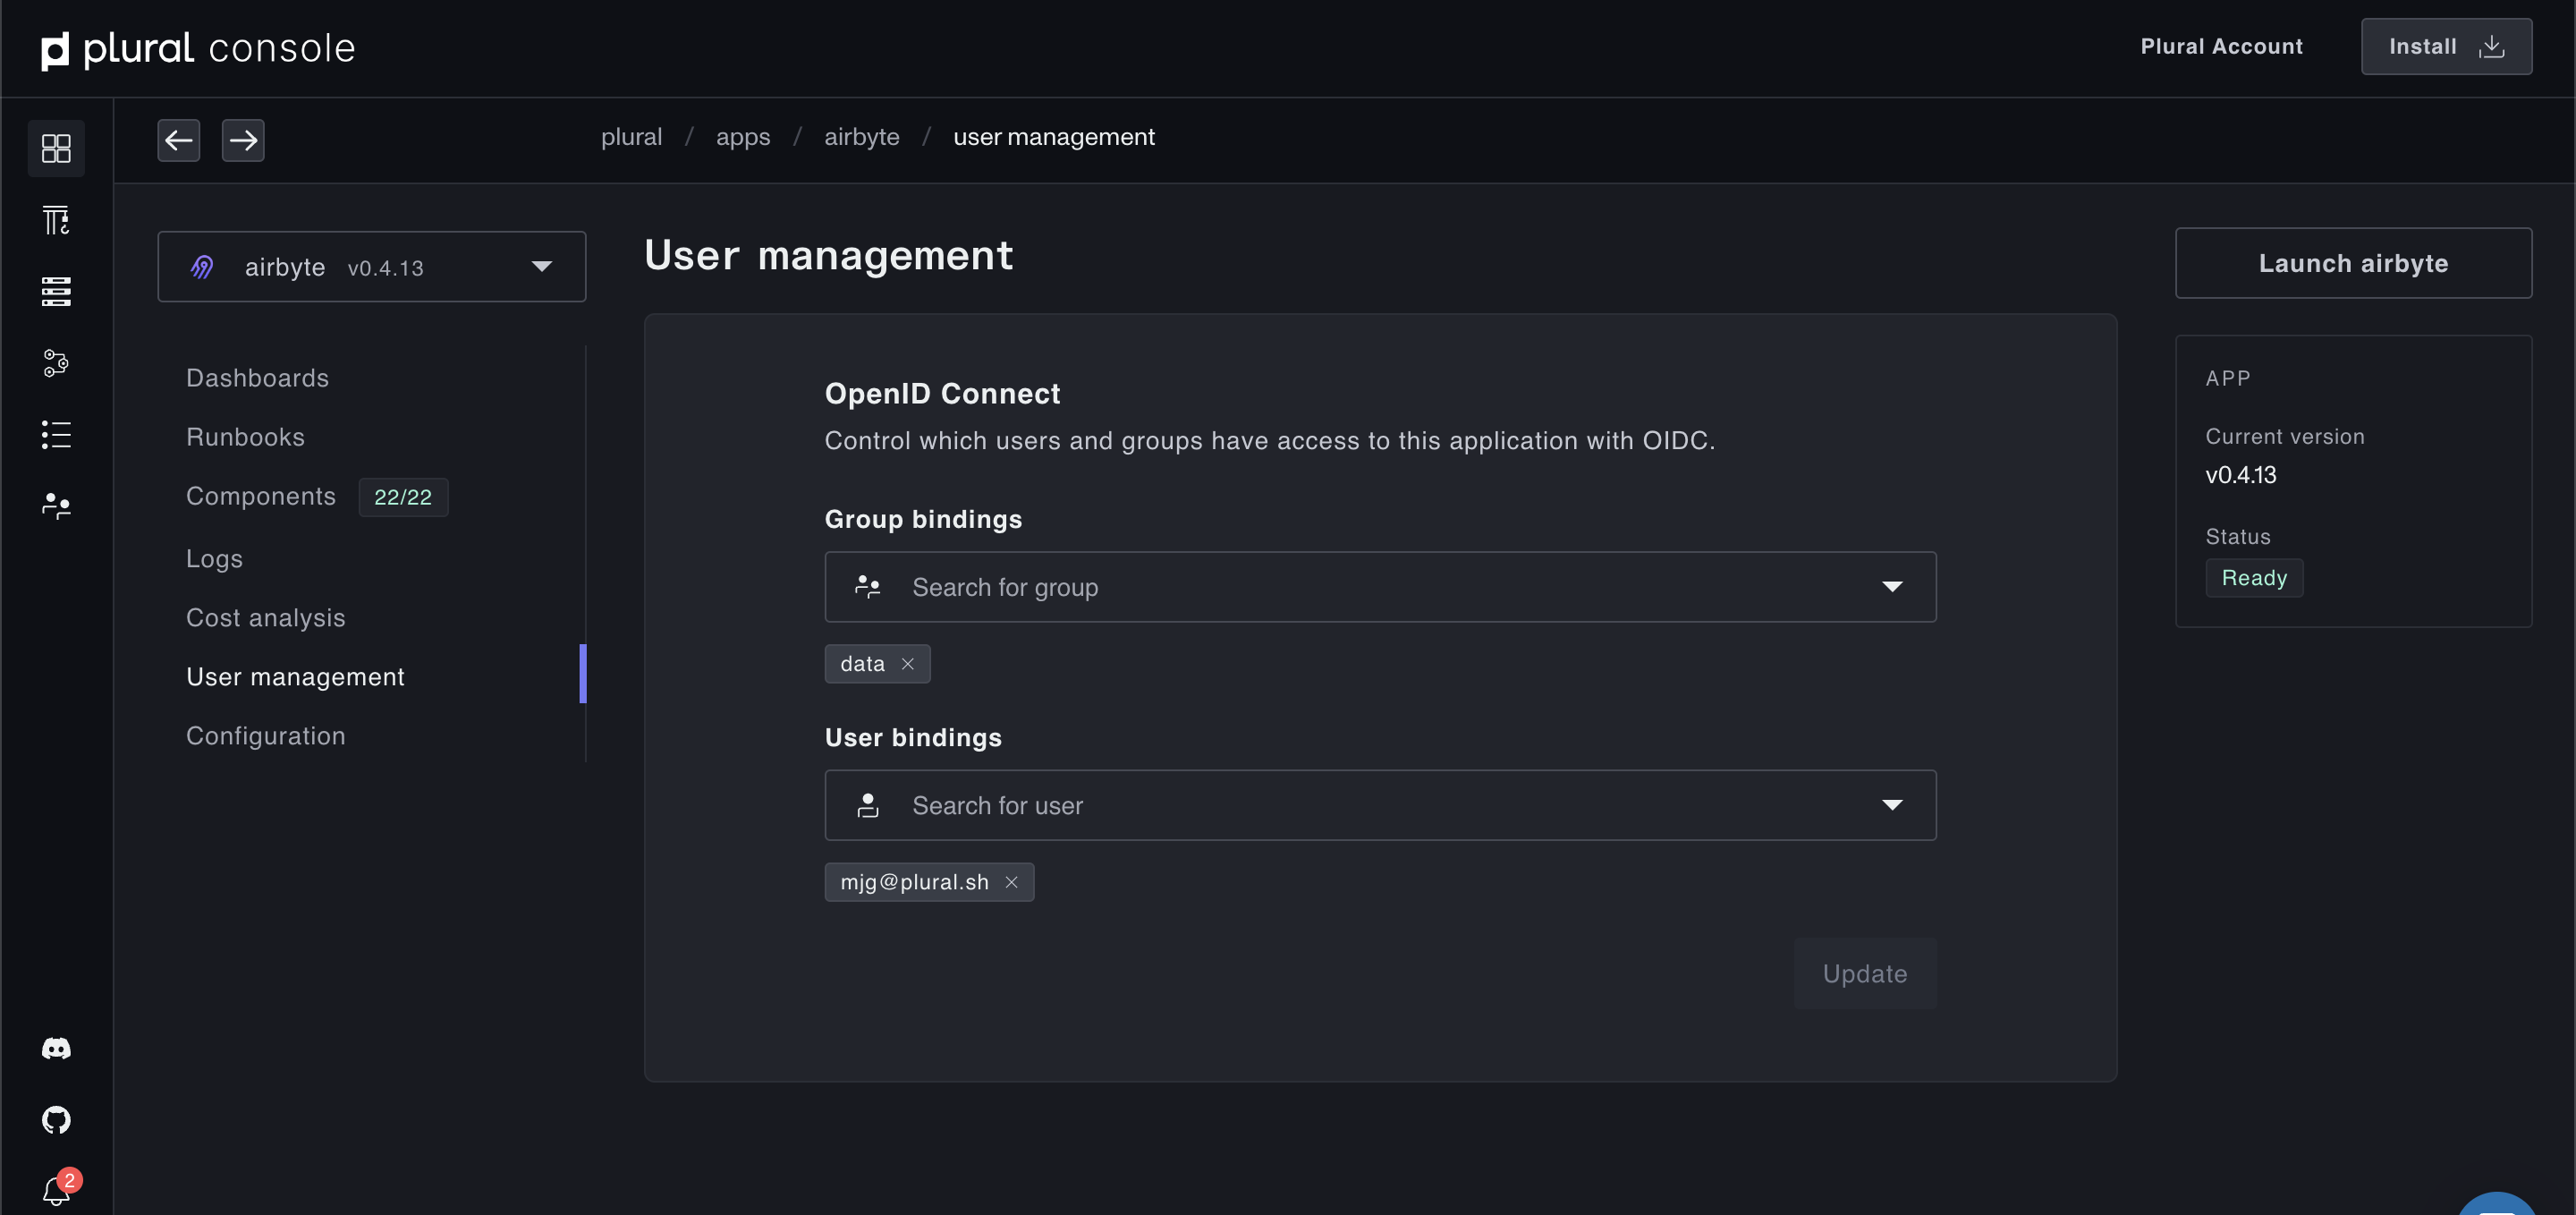 plural console
Plural Account
Install
plural / apps / airbyte / user management
airbyte v0.4.13
Dashboards
Runbooks
Components 22/22
Logs
Cost analysis
User management
Configuration
2
User management
OpenID Connect
Control which users and groups have access to this application with OIDC.
Group bindings
Search for group
data
User bindings
Search for user
mjg@plural.sh
Update
Launch airbyte
APP
Current version
v0.4.13
Status
Ready